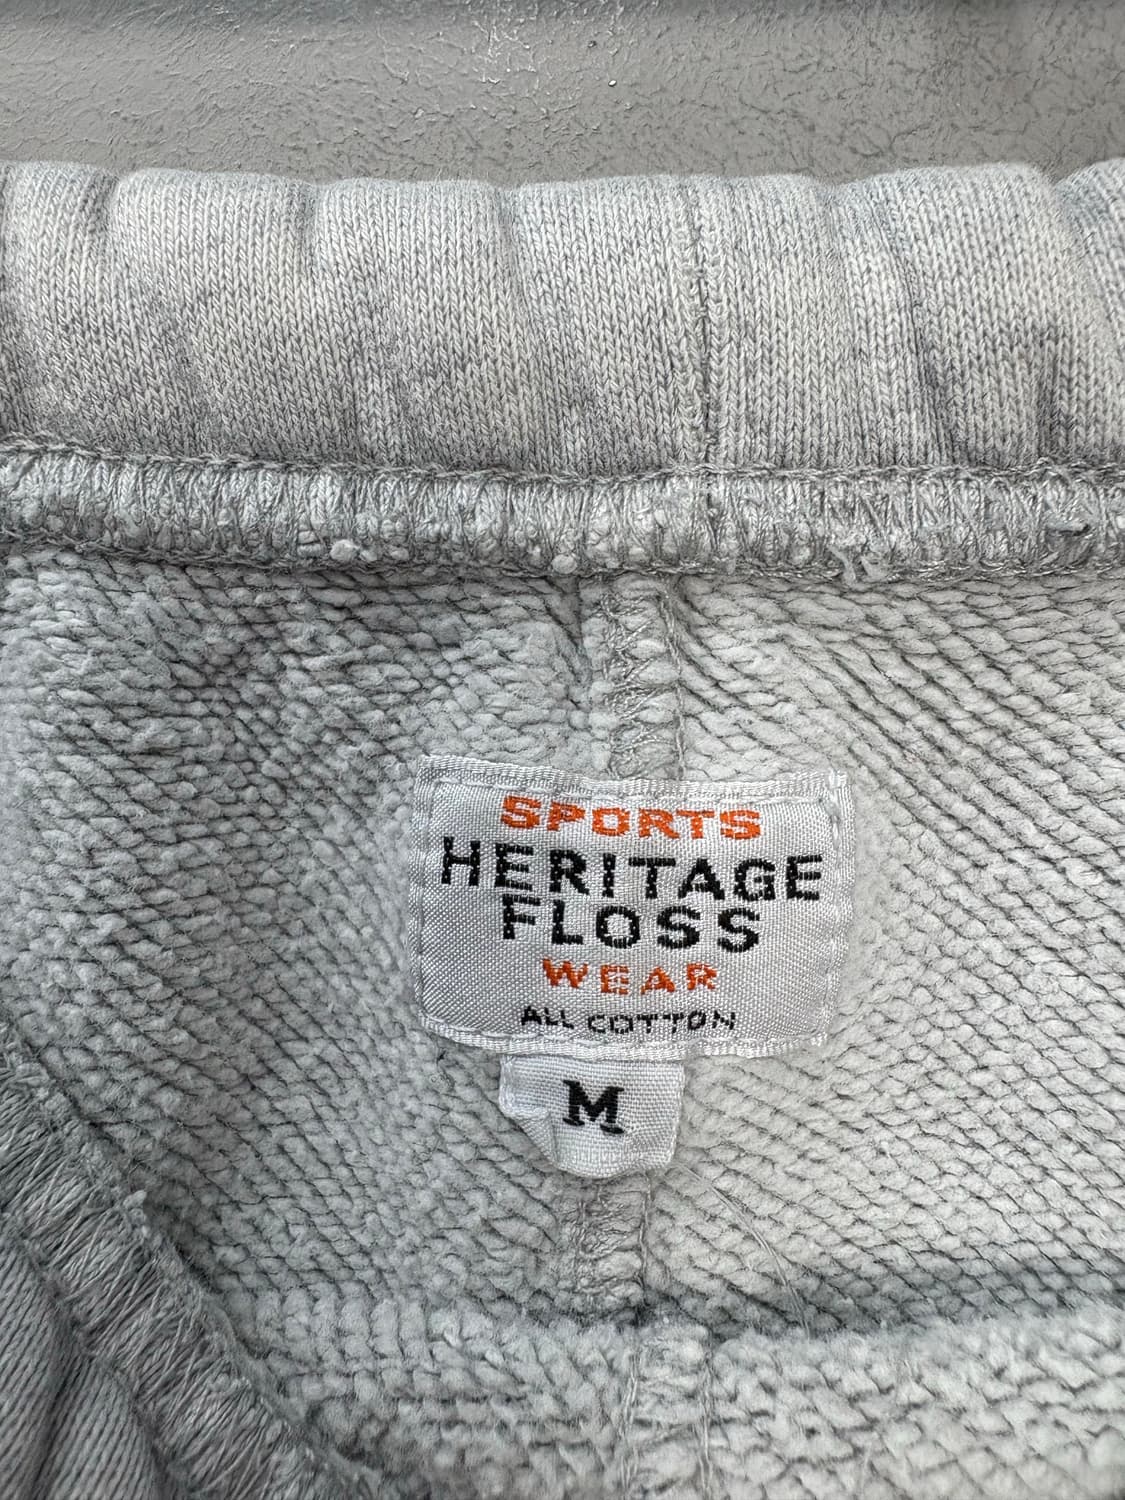 SPORTS
HERITAGE
FLOSS
WEAR
ALL COTTON
M